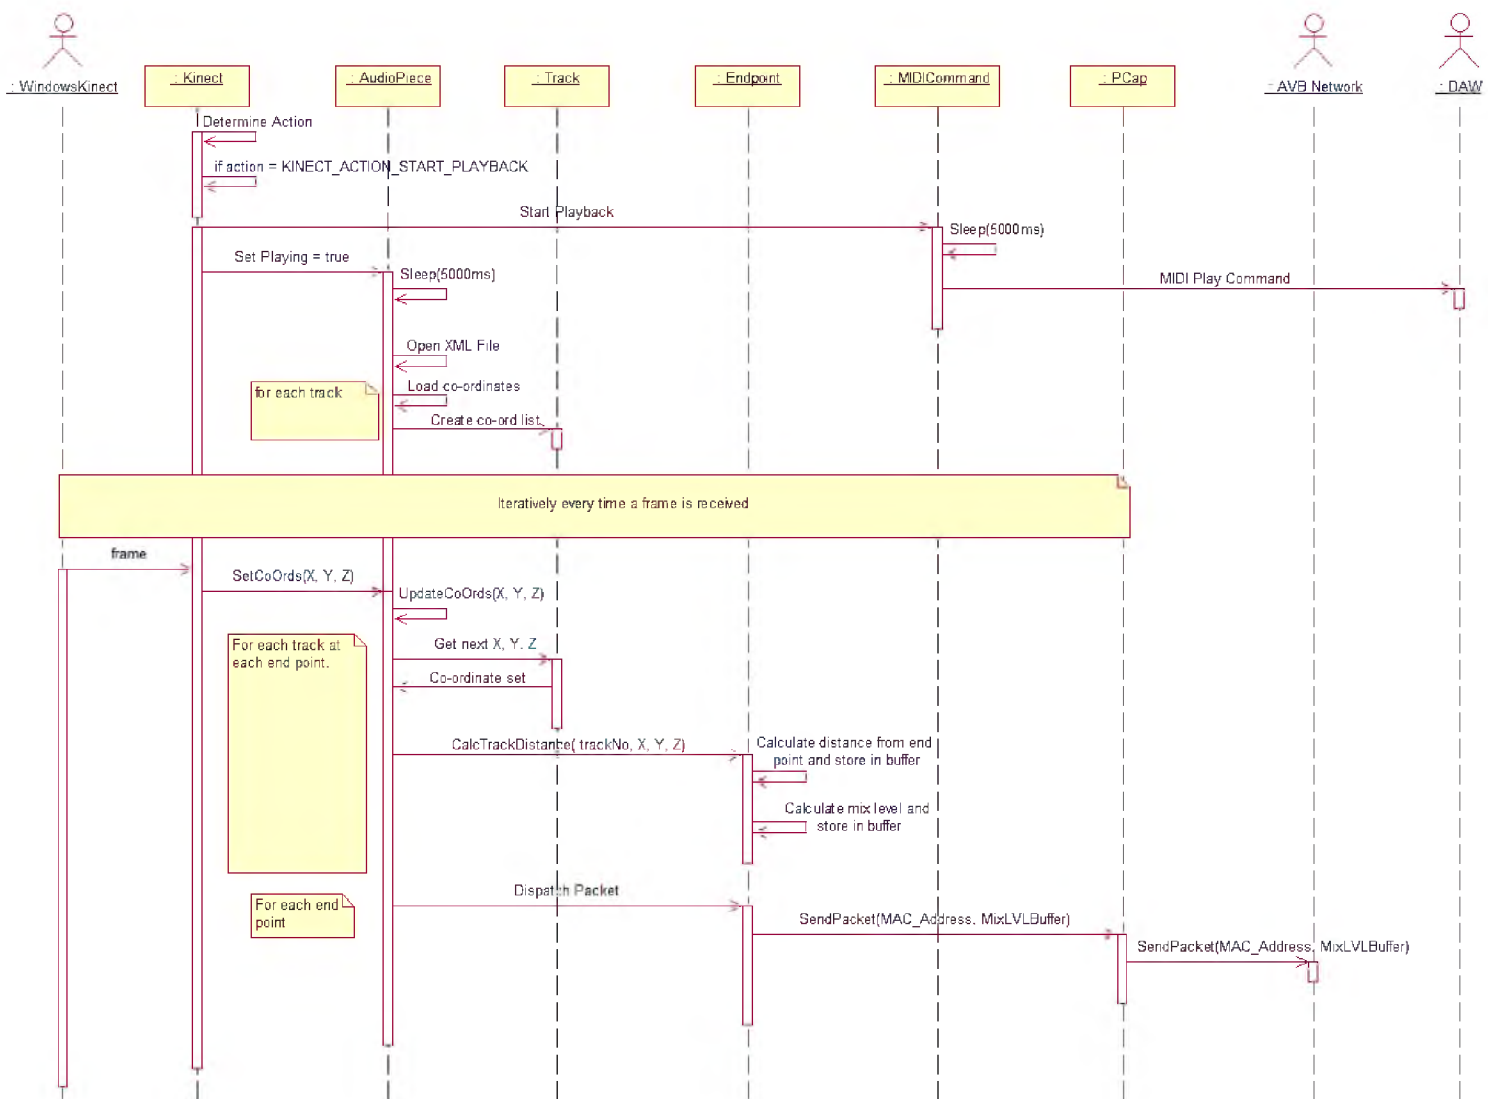 : WindowsKinect
: Kinect
: AudioPiece
: Track
: Endpoint
: MIDICommand
: PCap
: AVB Network
: DAW
Determine Action
if action = KINECT_ACTION_START_PLAYBACK
Start Playback
Sleep(5000ms)
Set Playing = true
Sleep(5000ms)
MIDI Play Command
Open XML File
for each track
Load co-ordinates
Create co-ord list
Iteratively every time a frame is received
frame
SetCoOrds(X, Y, Z)
UpdateCoOrds(X, Y, Z)
For each track at
each end point.
Get next X, Y. Z
Co-ordinate set
CalcTrackDistance( trackNo, X, Y, Z)
Calculate distance from end
point and store in buffer
Calculate mix level and
store in buffer
Dispatch Packet
For each end
point
SendPacket(MAC_Address. MixLVLBuffer)
SendPacket(MAC_Address. MixLVLBuffer)